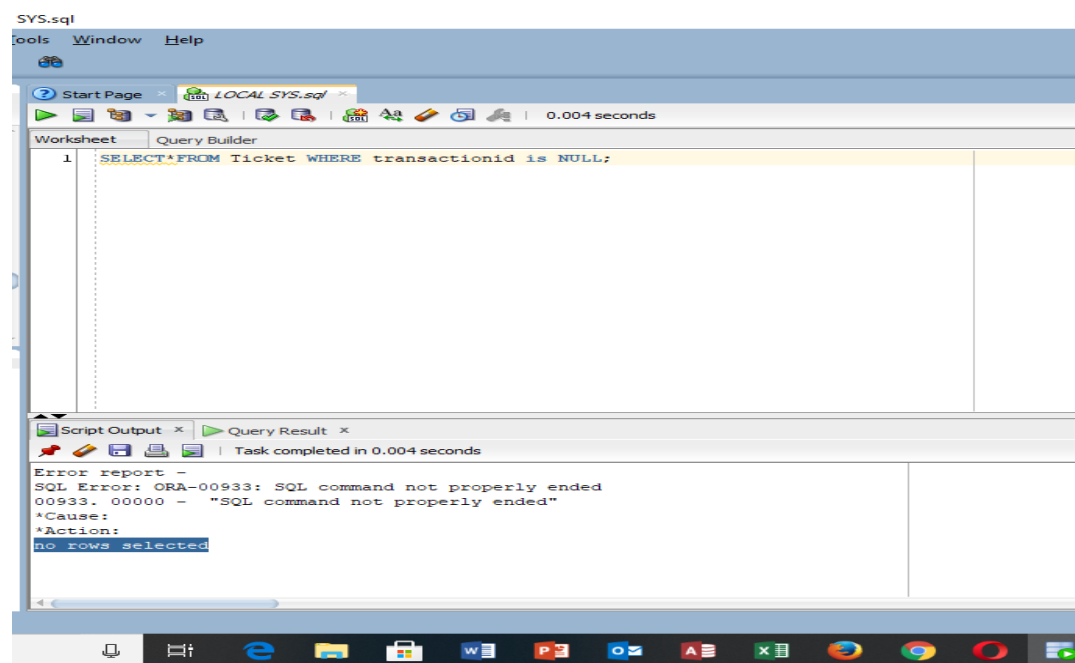 SYS.sql
ools Window Help
Start Page LOCAL SYS.sql
0.004 seconds
Worksheet Query Builder
1 SELECT*FROM Ticket WHERE transactionid is NULL;
Script Output × Query Result ×
Task completed in 0.004 seconds
Error report -
SQL Error: ORA-00933: SQL command not properly ended
00933. 00000 - "SQL command not properly ended"
*Cause:
*Action:
no rows selected